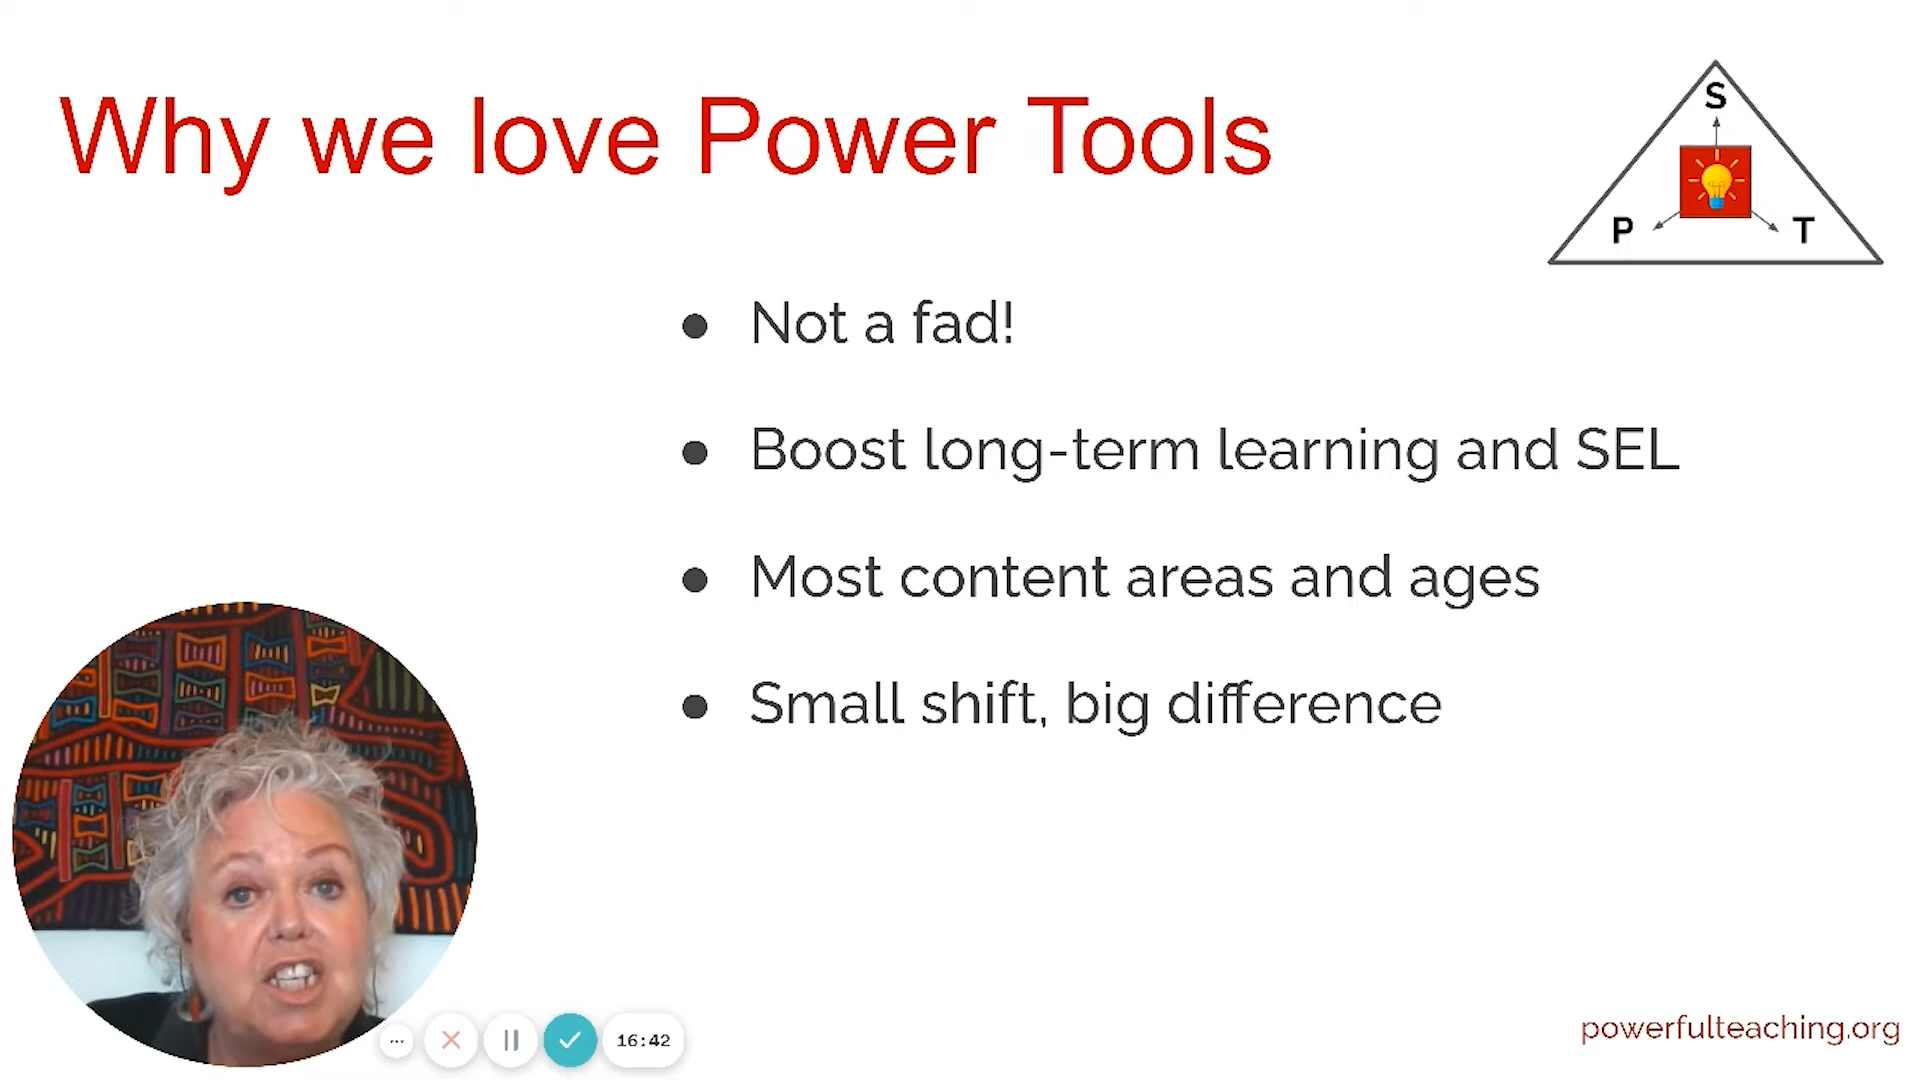 Why we love Power Tools
S
P
T
● Not a fad!
● Boost long-term learning and SEL
● Most content areas and ages
● Small shift, big difference
16:42
powerfulteaching.org